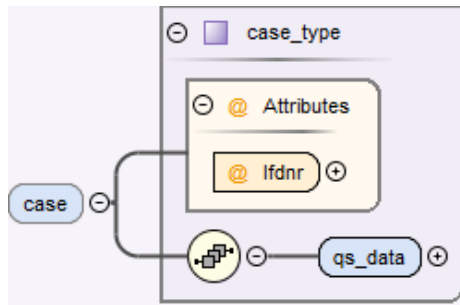 case_type
@ Attributes
@ lfdnr
case
qs_data